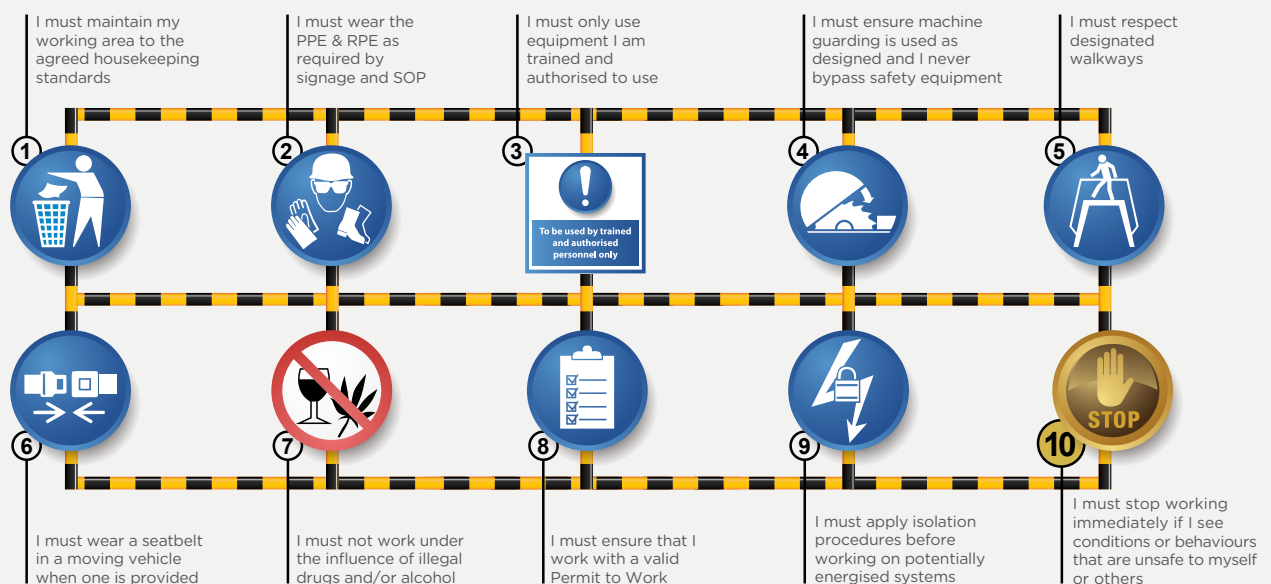 I must maintain my
working area to the
agreed housekeeping
standards
I must wear the
PPE & RPE as
required by
signage and SOP
I must only use
equipment I am
trained and
authorised to use
I must ensure machine
guarding is used as
designed and I never
bypass safety equipment
I must respect
designated
walkways
1
2
3
4
5
To be used by trained
and authorised
personnel only
STOP
6
7
8
9
10
I must wear a seatbelt
in a moving vehicle
when one is provided
I must not work under
the influence of illegal
drugs and/or alcohol
I must ensure that I
work with a valid
Permit to Work
I must apply isolation
procedures before
working on potentially
energised systems
I must stop working
immediately if I see
conditions or behaviours
that are unsafe to myself
or others